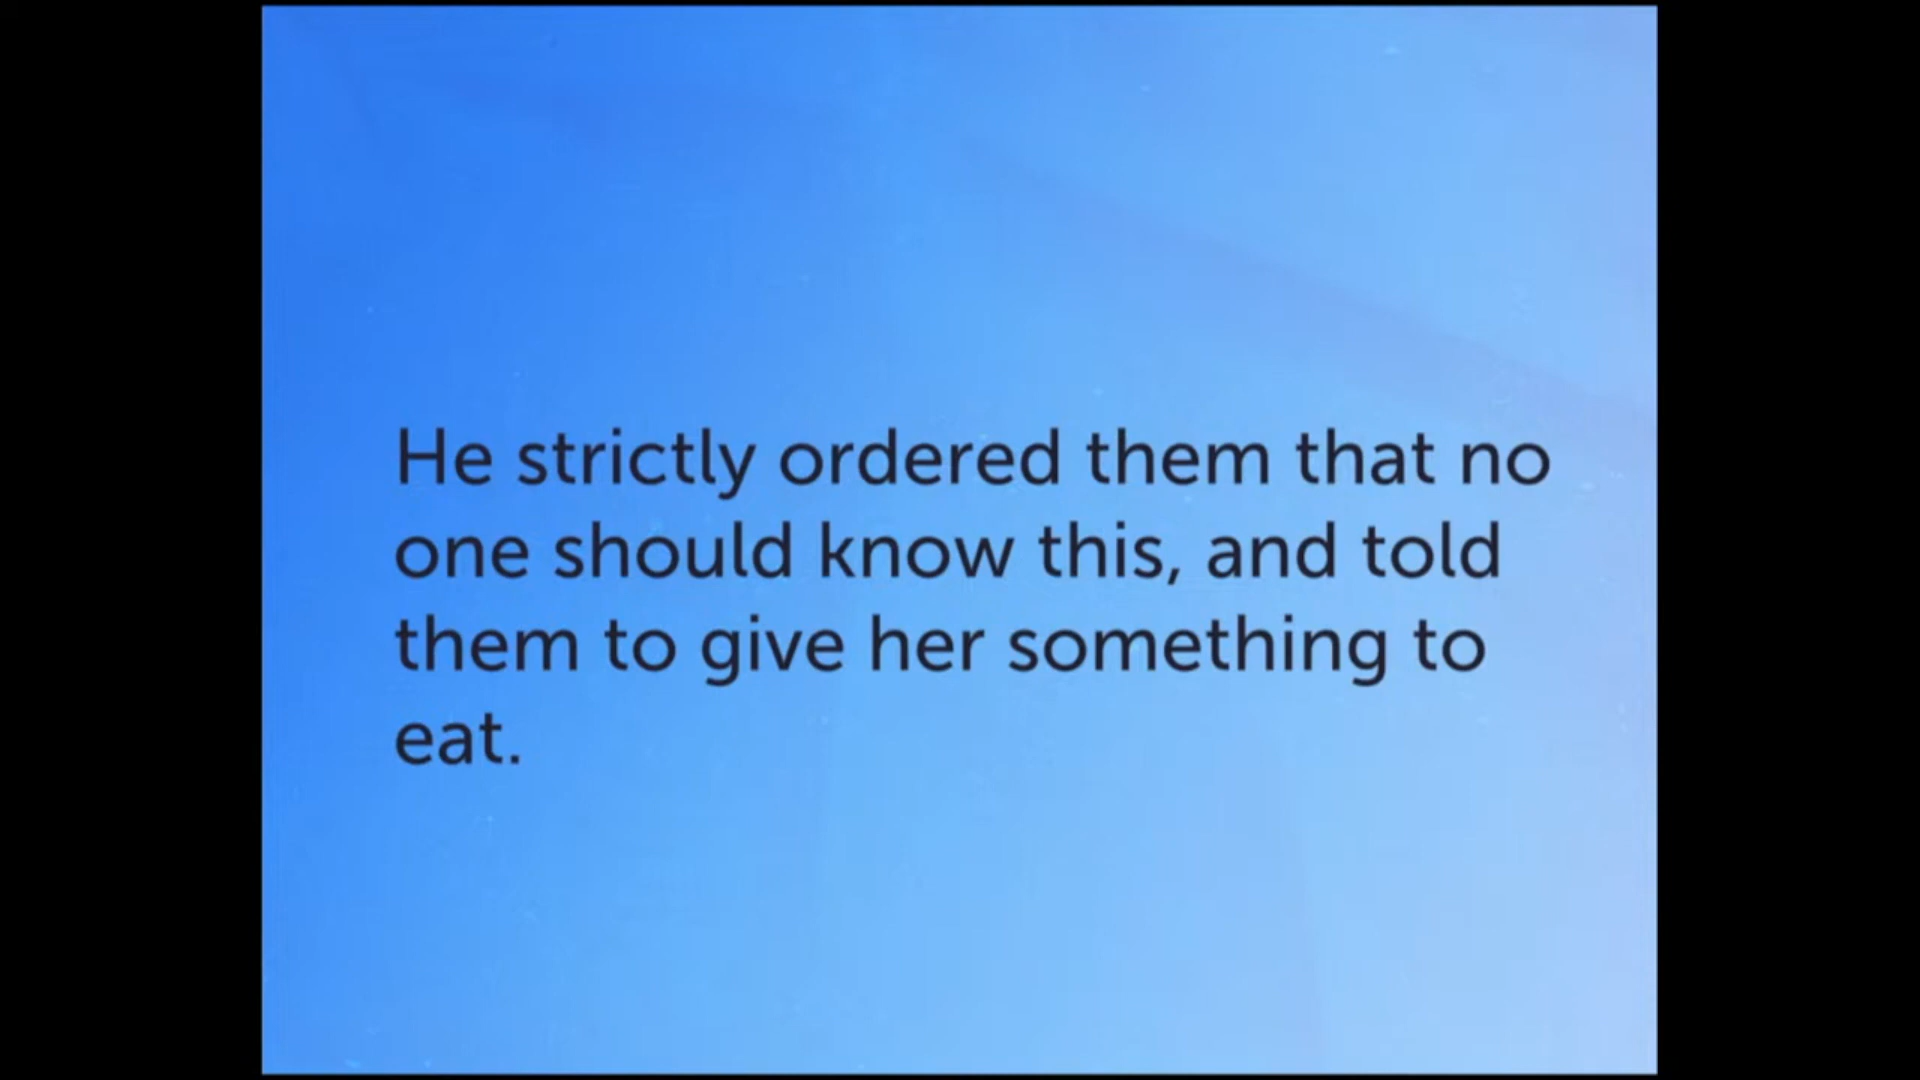 He strictly ordered them that no
one should know this, and told
them to give her something to
eat.